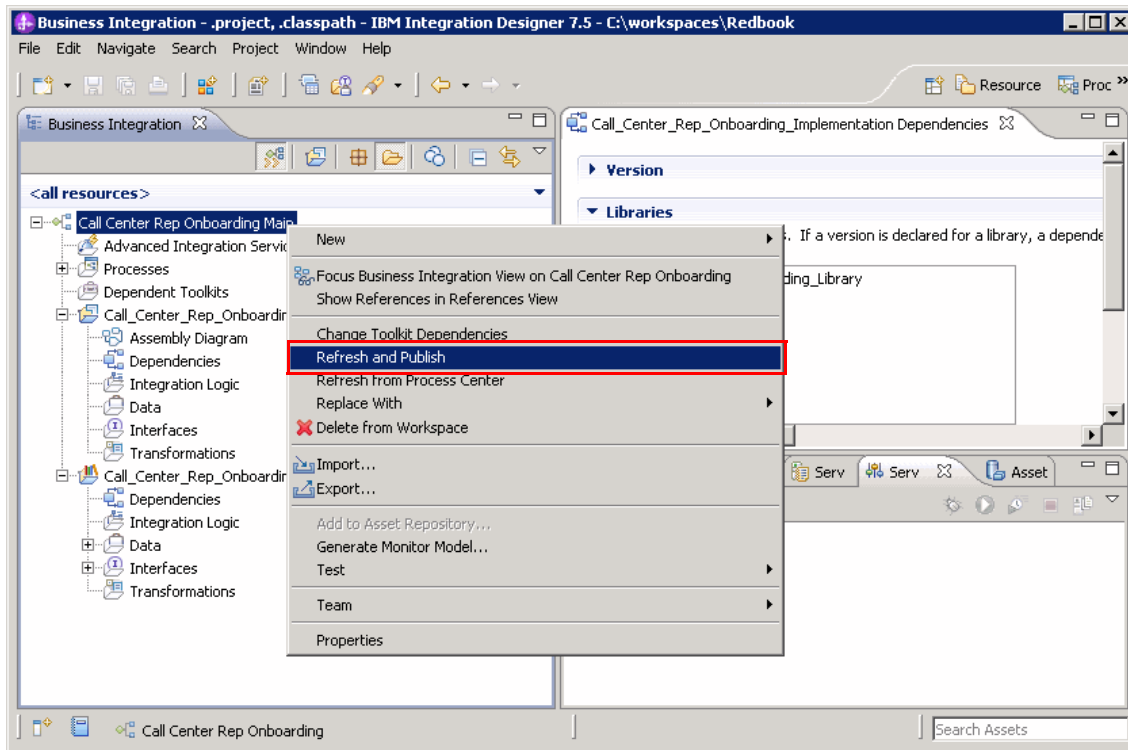 Business Integration - .project, .classpath - IBM Integration Designer 7.5 - C:\workspaces\Redbook
File Edit Navigate Search Project Window Help
Resource Proc »
Business Integration
<all resources>
Call Center Rep Onboarding Main
Advanced Integration Servic
Processes
Dependent Toolkits
Call_Center_Rep_Onboardin
Assembly Diagram
Dependencies
Integration Logic
Data
Interfaces
Transformations
Call_Center_Rep_Onboardin
Dependencies
Integration Logic
Data
Interfaces
Transformations
New
Focus Business Integration View on Call Center Rep Onboarding
Show References in References View
Change Toolkit Dependencies
Refresh and Publish
Refresh from Process Center
Replace With
Delete from Workspace
Import...
Export...
Add to Asset Repository...
Generate Monitor Model...
Test
Team
Properties
Call_Center_Rep_Onboarding_Implementation Dependencies
Version
Libraries
. If a version is declared for a library, a depende
ding_Library
Serv Serv Asset
Call Center Rep Onboarding
Search Assets